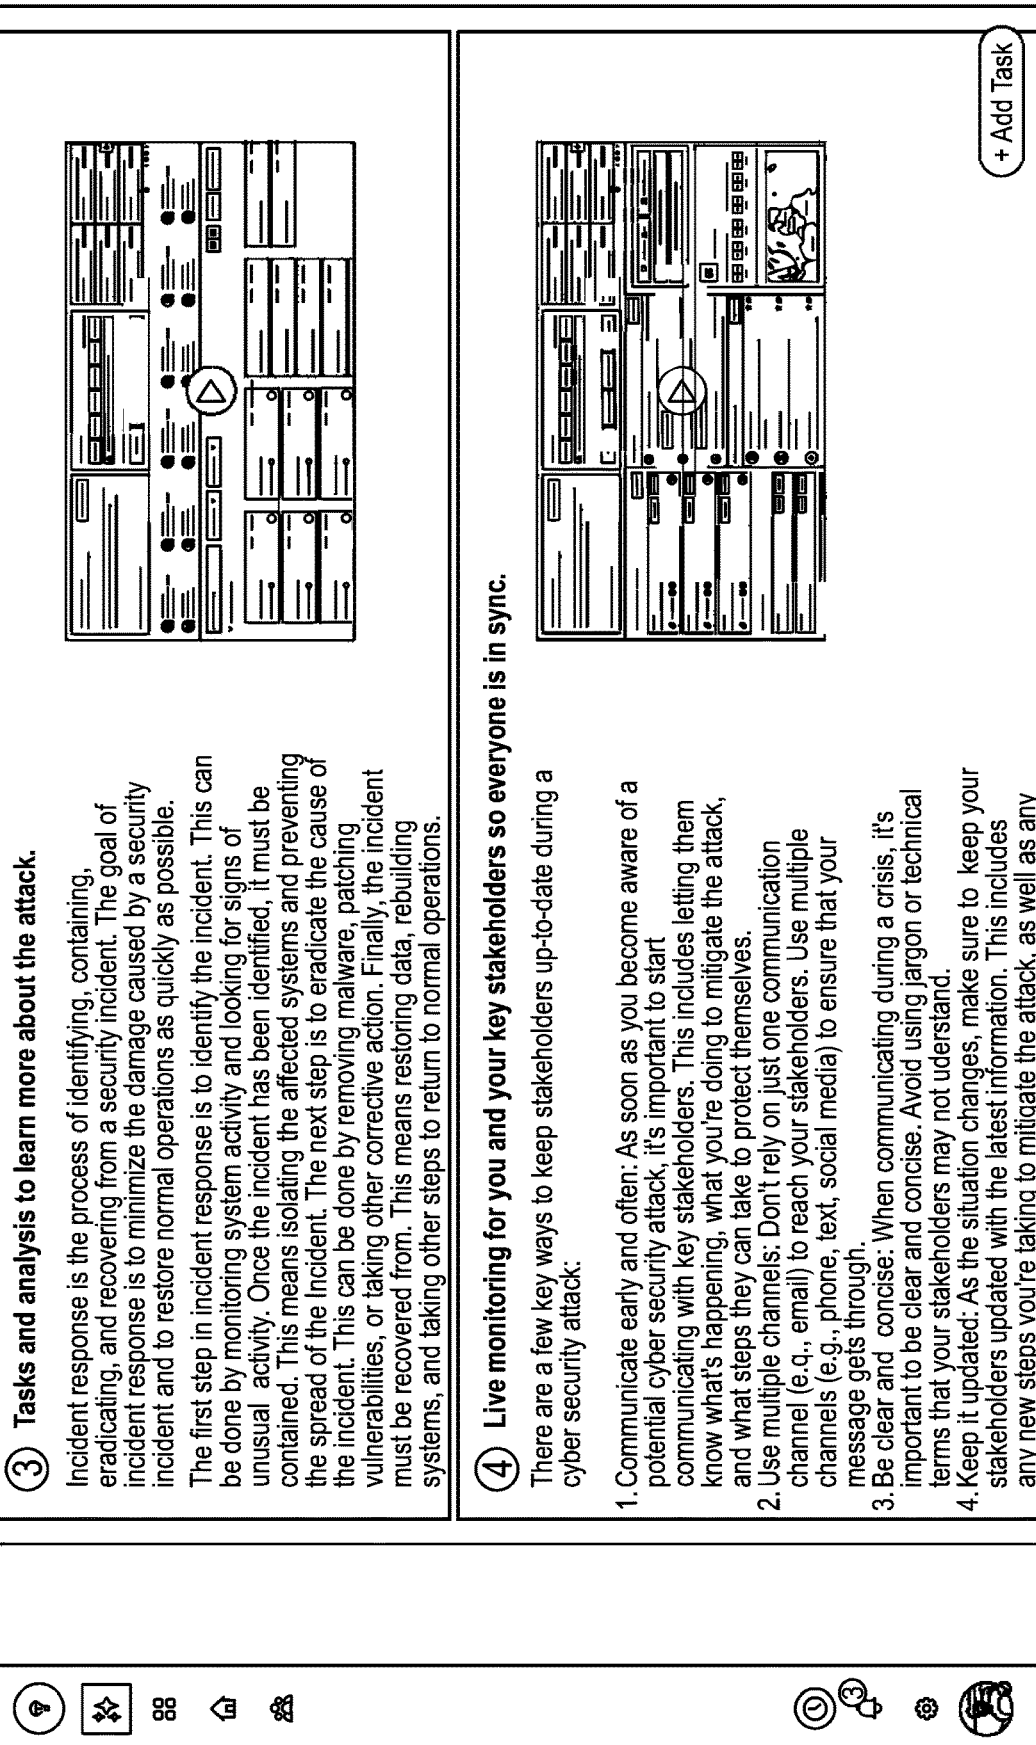 3 Tasks and analysis to learn more about the attack.
Incident response is the process of identifying, containing,
eradicating, and recovering from a security incident. The goal of
incident response is to minimize the damage caused by a security
incident and to restore normal operations as quickly as possible.
The first step in incident response is to identify the incident. This can
be done by monitoring system activity and looking for signs of
unusual activity. Once the incident has been identified, it must be
contained. This means isolating the affected systems and preventing
the spread of the Incident. The next step is to eradicate the cause of
the incident. This can be done by removing malware, patching
vulnerabilities, or taking other corrective action. Finally, the incident
must be recovered from. This means restoring data, rebuilding
systems, and taking other steps to return to normal operations.
4 Live monitoring for you and your key stakeholders so everyone is in sync.
There are a few key ways to keep stakeholders up-to-date during a
cyber security attack:
1. Communicate early and often: As soon as you become aware of a
potential cyber security attack, it's important to start
communicating with key stakeholders. This includes letting them
know what's happening, what you're doing to mitigate the attack,
and what steps they can take to protect themselves.
2. Use multiple channels: Don't rely on just one communication
channel (e.q., email) to reach your stakeholders. Use multiple
channels (e.g., phone, text, social media) to ensure that your
message gets through.
3. Be clear and concise: When communicating during a crisis, it's
important to be clear and concise. Avoid using jargon or technical
terms that your stakeholders may not uderstand.
4. Keep it updated: As the situation changes, make sure to keep your
stakeholders updated with the latest information. This includes
any new steps you're taking to mitigate the attack, as well as any
+ Add Task
3